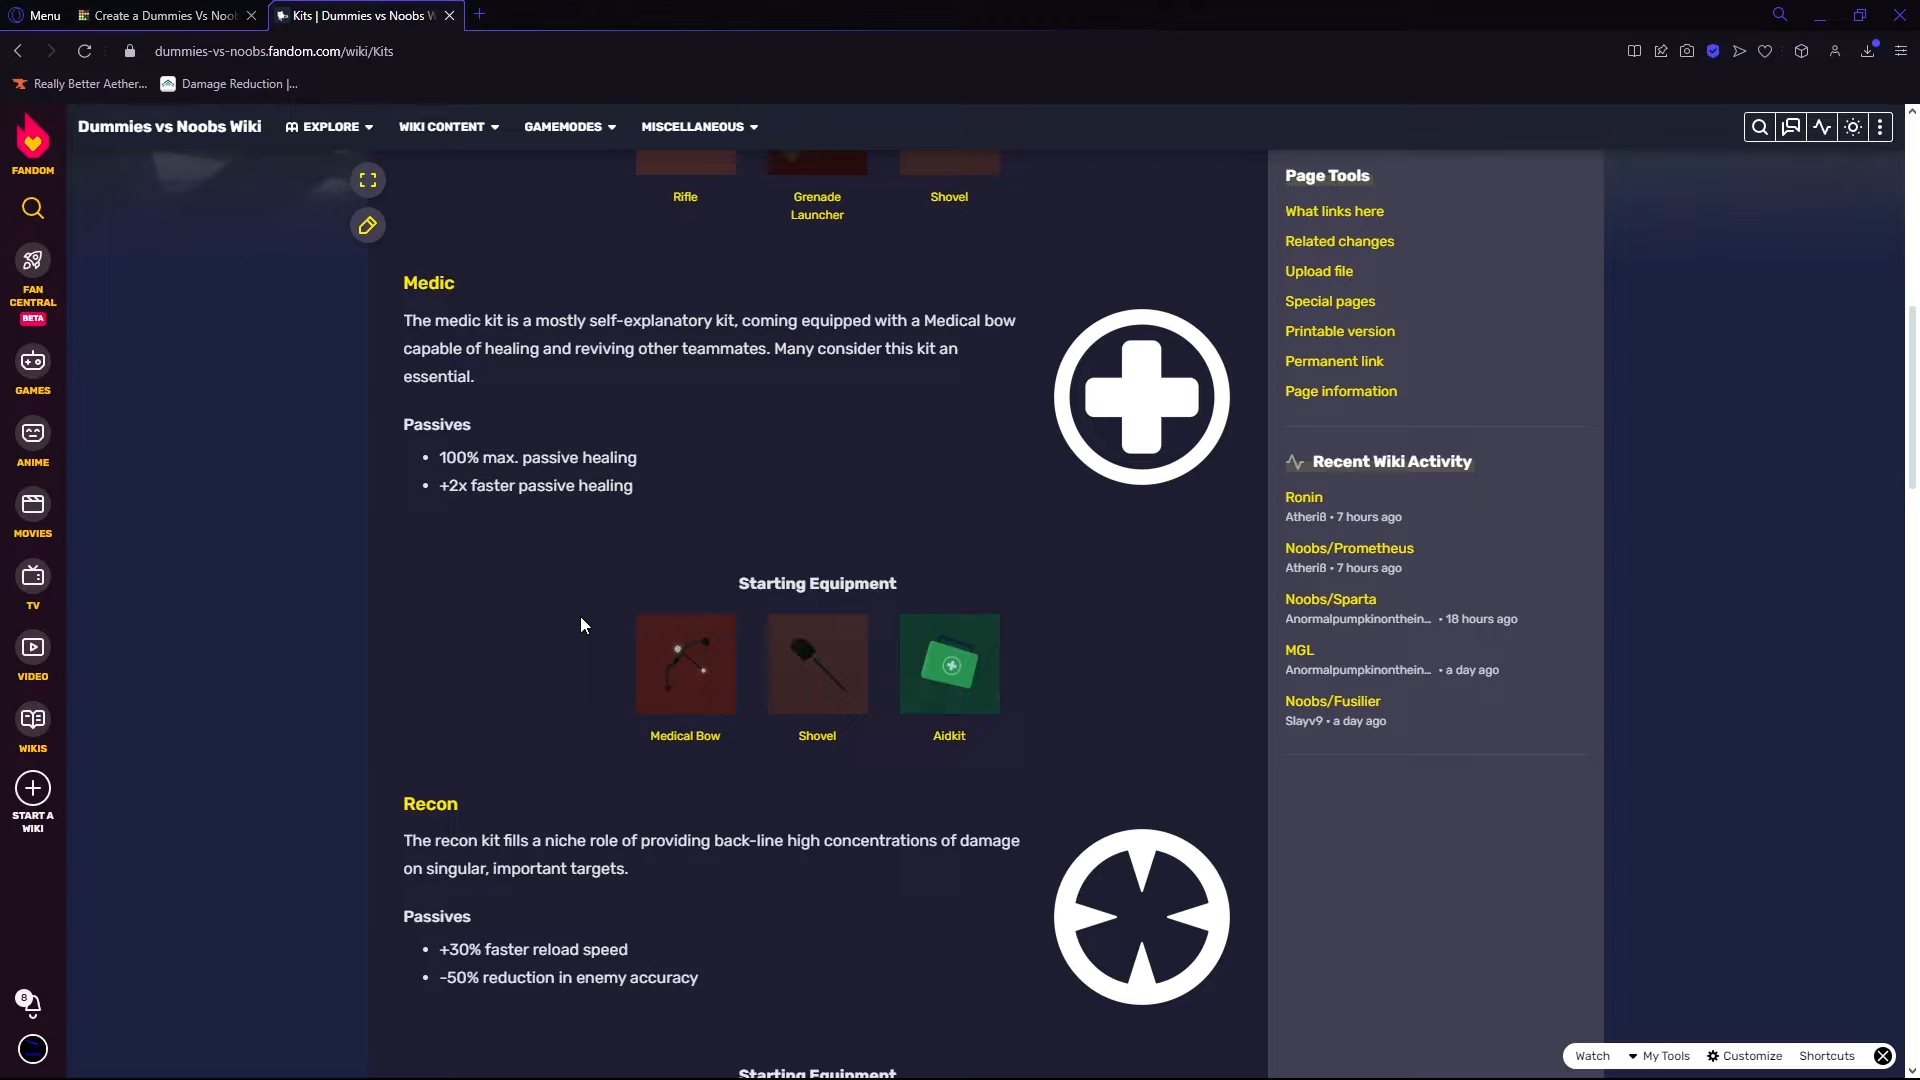 Menu
Create a Dummies Vs Noob
Kits | Dummies vs Noobs W
dummies-vs-noobs.fandom.com/wiki/Kits
Really Better Aether...
Damage Reduction |...
Dummies vs Noobs Wiki
EXPLORE
WIKI CONTENT
GAMEMODES
MISCELLANEOUS
FANDOM
FAN
CENTRAL
BETA
GAMES
ANIME
MOVIES
TV
VIDEO
WIKIS
START A
WIKI
8
Rifle
Grenade
Launcher
Shovel
Medic
The medic kit is a mostly self-explanatory kit, coming equipped with a Medical bow
capable of healing and reviving other teammates. Many consider this kit an
essential.
Passives
• 100% max. passive healing
• +2x faster passive healing
Starting Equipment
Medical Bow
Shovel
Aidkit
Recon
The recon kit fills a niche role of providing back-line high concentrations of damage
on singular, important targets.
Passives
• +30% faster reload speed
• -50% reduction in enemy accuracy
Starting Equipment
Page Tools
What links here
Related changes
Upload file
Special pages
Printable version
Permanent link
Page information
Recent Wiki Activity
Ronin
Atheri8 • 7 hours ago
Noobs/Prometheus
Atheri8 • 7 hours ago
Noobs/Sparta
Anormalpumpkinonthein... • 18 hours ago
MGL
Anormalpumpkinonthein... • a day ago
Noobs/Fusilier
Slayv9 • a day ago
Watch
My Tools
Customize
Shortcuts